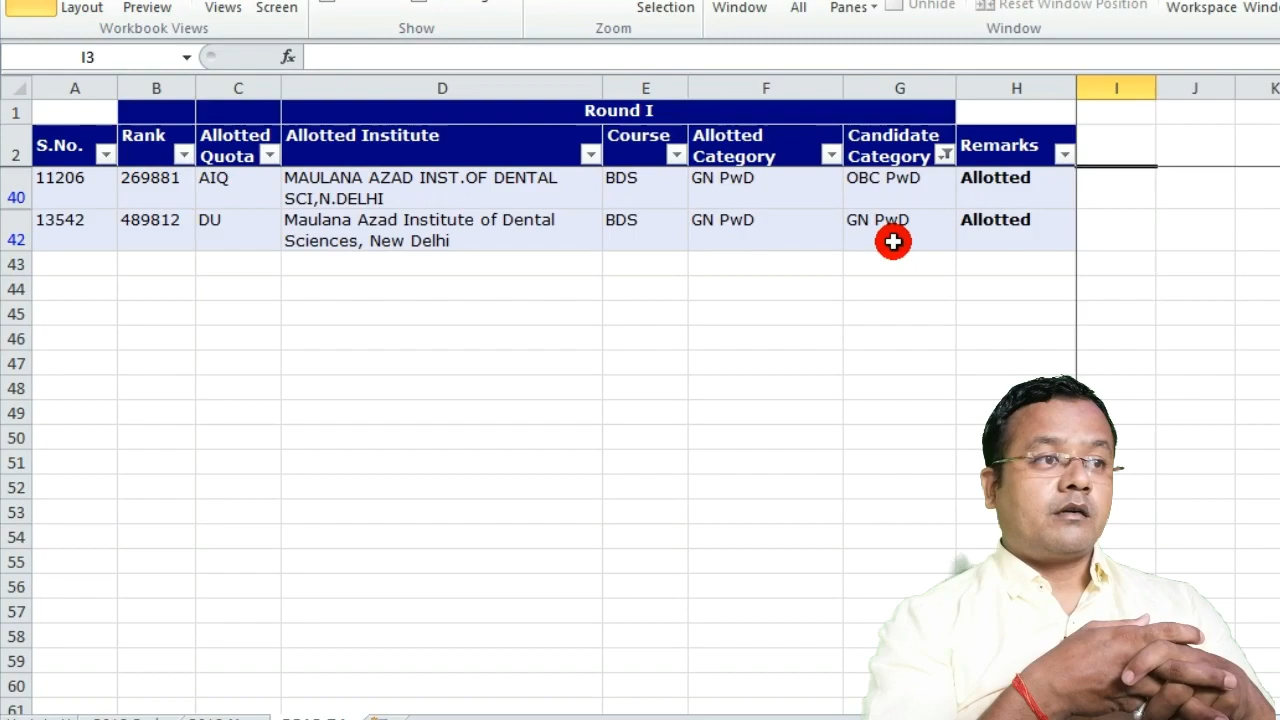 Layout Preview Views Screen Selection Window All Panes Unhide Reset Window Position Workspace
Workbook Views Show Zoom Window
I3 fx
A B C D E F G H I J K
1 Round I
2 S.No. Rank Allotted Quota Allotted Institute Course Allotted Category Candidate Category Remarks
40 11206 269881 AIQ MAULANA AZAD INST.OF DENTAL SCI,N.DELHI BDS GN PwD OBC PwD Allotted
42 13542 489812 DU Maulana Azad Institute of Dental Sciences, New Delhi BDS GN PwD GN PwD Allotted
43
44
45
46
47
48
49
50
51
52
53
54
55
56
57
58
59
60
61